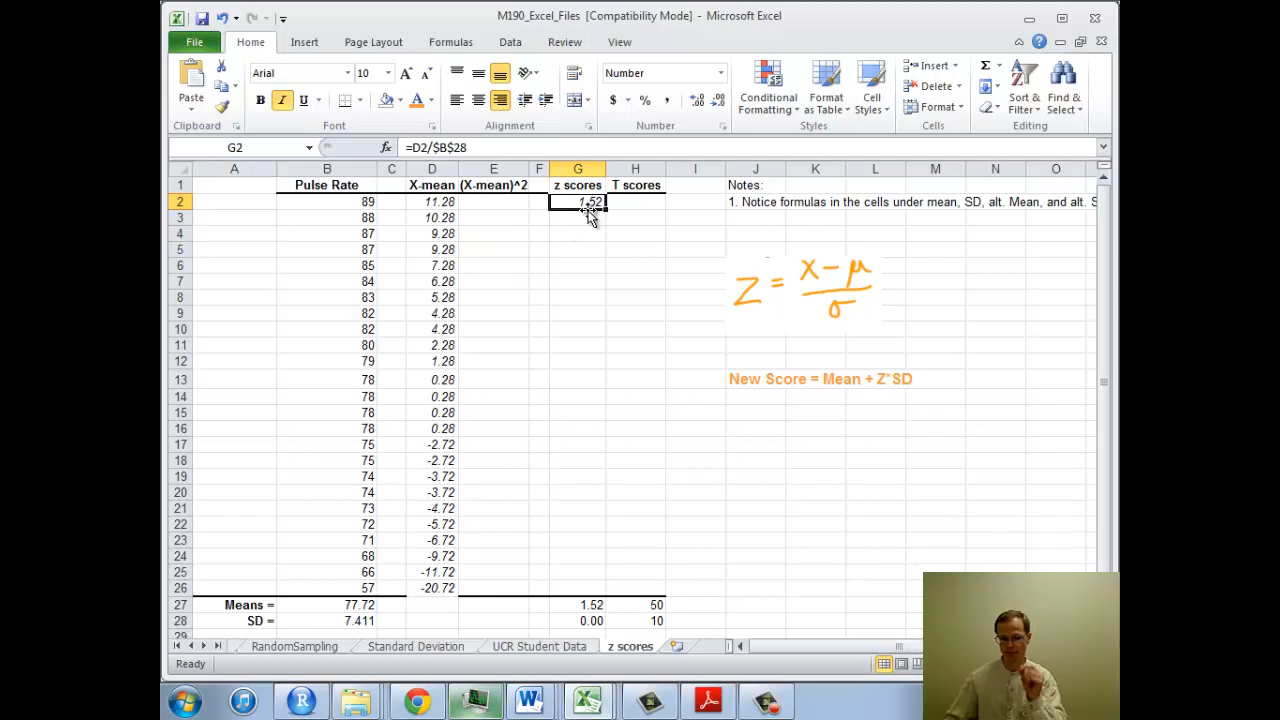 M190_Excel_Files [Compatibility Mode] - Microsoft Excel
File Home Insert Page Layout Formulas Data Review View
Paste Arial 10 Number Conditional Formatting Format as Table Cell Styles Insert Delete Format Sort & Filter Find & Select
Clipboard Font Alignment Number Styles Cells Editing
G2 fx =D2/$B$28
A B C D E F G H I J K L M N O
1 Pulse Rate X-mean (X-mean)^2 z scores T scores Notes:
2 89 11.28 1.52 1. Notice formulas in the cells under mean, SD, alt. Mean, and alt. S
3 88 10.28
4 87 9.28
5 87 9.28
6 85 7.28
7 84 6.28
8 83 5.28
9 82 4.28
10 82 4.28
11 80 2.28
12 79 1.28
13 78 0.28
14 78 0.28
15 78 0.28
16 78 0.28
17 75 -2.72
18 75 -2.72
19 74 -3.72
20 74 -3.72
21 73 -4.72
22 72 -5.72
23 71 -6.72
24 68 -9.72
25 66 -11.72
26 57 -20.72
27 Means = 77.72 1.52 50
28 SD = 7.411 0.00 10
29
Z = x - μ / σ
New Score = Mean + Z*SD
RandomSampling Standard Deviation UCR Student Data z scores
Ready